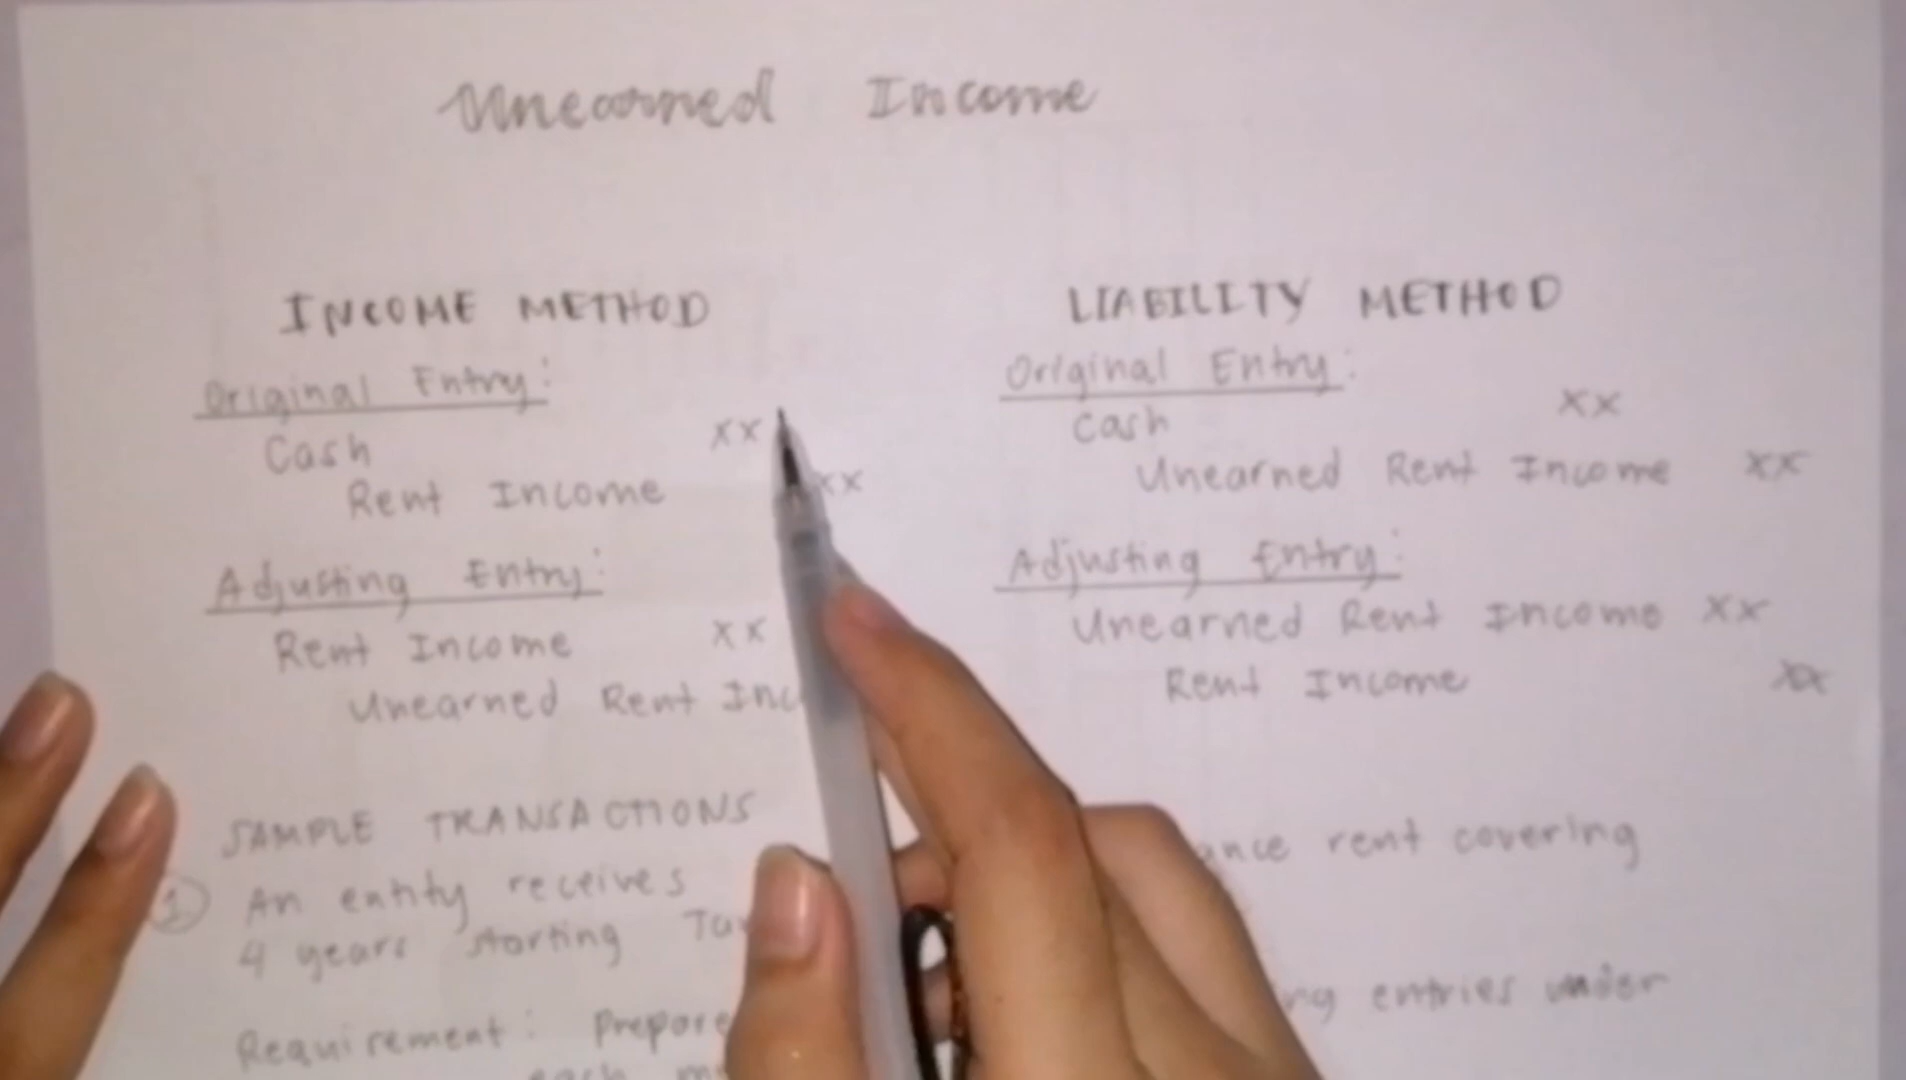 Unearned Income
INCOME METHOD
Original Entry:
Cash xx
Rent Income xx
Adjusting Entry:
Rent Income xx
Unearned Rent Inc
LIABILITY METHOD
Original Entry:
Cash xx
Unearned Rent Income xx
Adjusting Entry:
Unearned Rent Income xx
Rent Income xx
SAMPLE TRANSACTIONS
1 An entity receives rent covering
4 years starting
Requirement: Prepare entries under
each